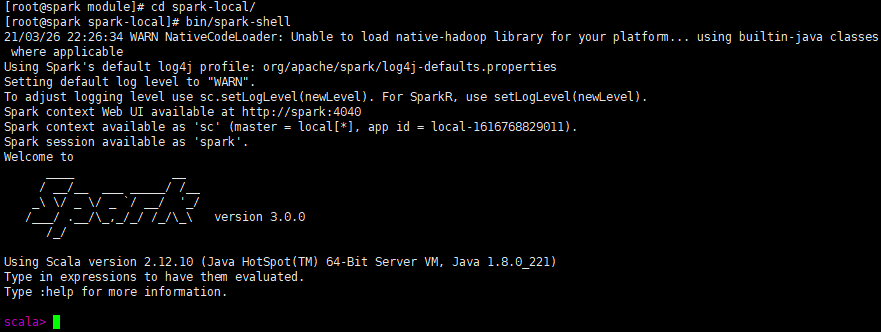 [root@spark module]# cd spark-local/
[root@spark spark-local]# bin/spark-shell
21/03/26 22:26:34 WARN NativeCodeLoader: Unable to load native-hadoop library for your platform... using builtin-java classes
 where applicable
Using Spark's default log4j profile: org/apache/spark/log4j-defaults.properties
Setting default log level to "WARN".
To adjust logging level use sc.setLogLevel(newLevel). For SparkR, use setLogLevel(newLevel).
Spark context Web UI available at http://spark:4040
Spark context available as 'sc' (master = local[*], app id = local-1616768829011).
Spark session available as 'spark'.
Welcome to
      ____              __
     / __/__  ___ _____/ /__
    _\ \/ _ \/ _ `/ __/  '_/
   /___/ .__/\_,_/_/ /_/\_\   version 3.0.0
      /_/
Using Scala version 2.12.10 (Java HotSpot(TM) 64-Bit Server VM, Java 1.8.0_221)
Type in expressions to have them evaluated.
Type :help for more information.
scala>